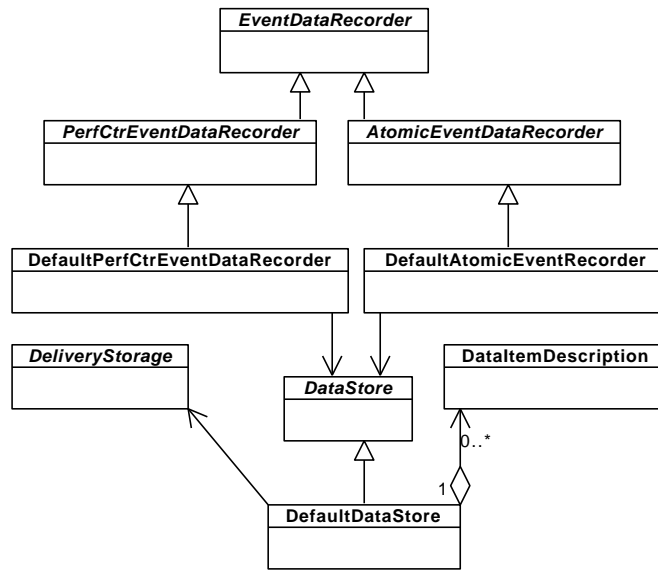 EventDataRecorder
PerfCtrEventDataRecorder
AtomicEventDataRecorder
DefaultPerfCtrEventDataRecorder
DefaultAtomicEventRecorder
DeliveryStorage
DataItemDescription
DataStore
0..*
1
DefaultDataStore